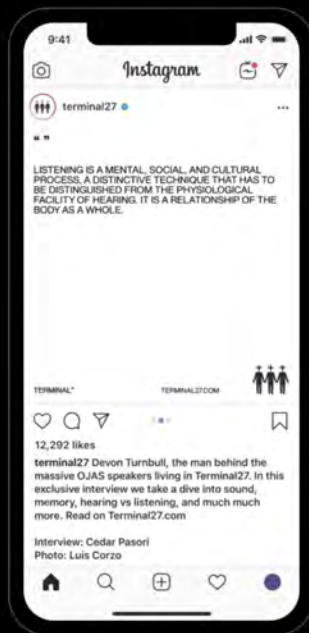 9:41
Instagram
terminal27
“ ”
LISTENING IS A MENTAL, SOCIAL, AND CULTURAL
PROCESS, A DISTINCTIVE TECHNIQUE THAT HAS TO
BE DISTINGUISHED FROM THE PHYSIOLOGICAL
FACILITY OF HEARING. IT IS A RELATIONSHIP OF THE
BODY AS A WHOLE.
TERMINAL" TERMINAL27.COM
12,292 likes
terminal27 Devon Turnbull, the man behind the
massive OJAS speakers living in Terminal27. In this
exclusive interview we take a dive into sound,
memory, hearing vs listening, and much much
more. Read on Terminal27.com
Interview: Cedar Pasori
Photo: Luis Corzo